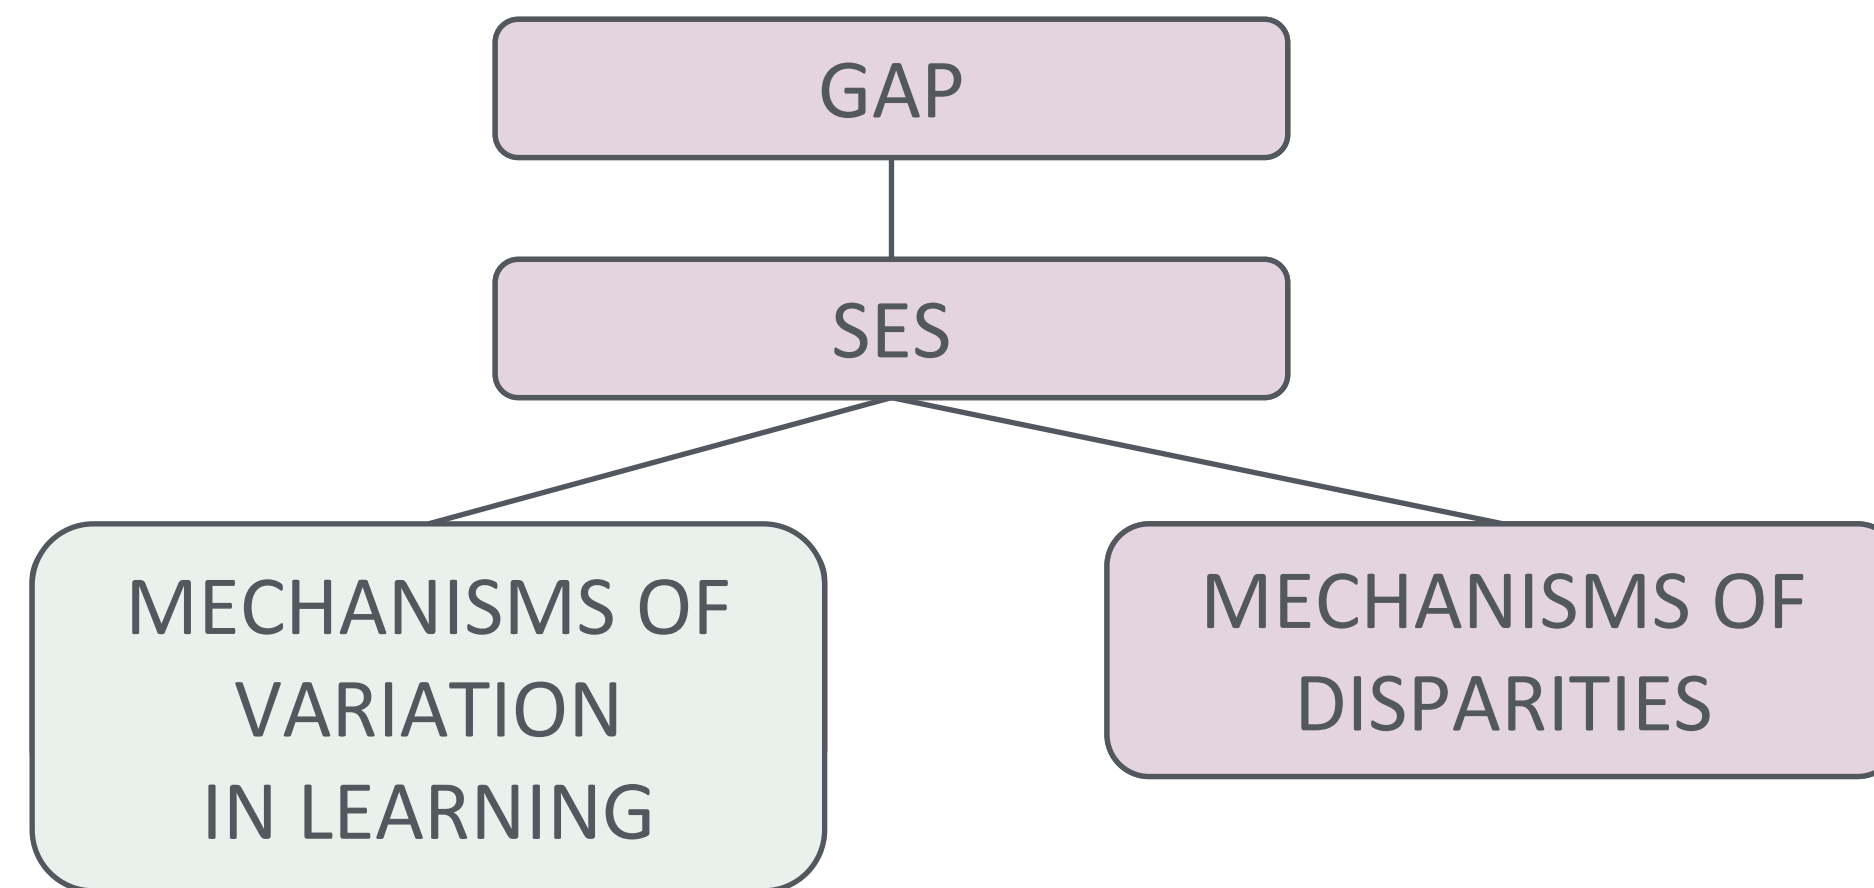 GAP
SES
MECHANISMS OF
VARIATION
IN LEARNING
MECHANISMS OF
DISPARITIES